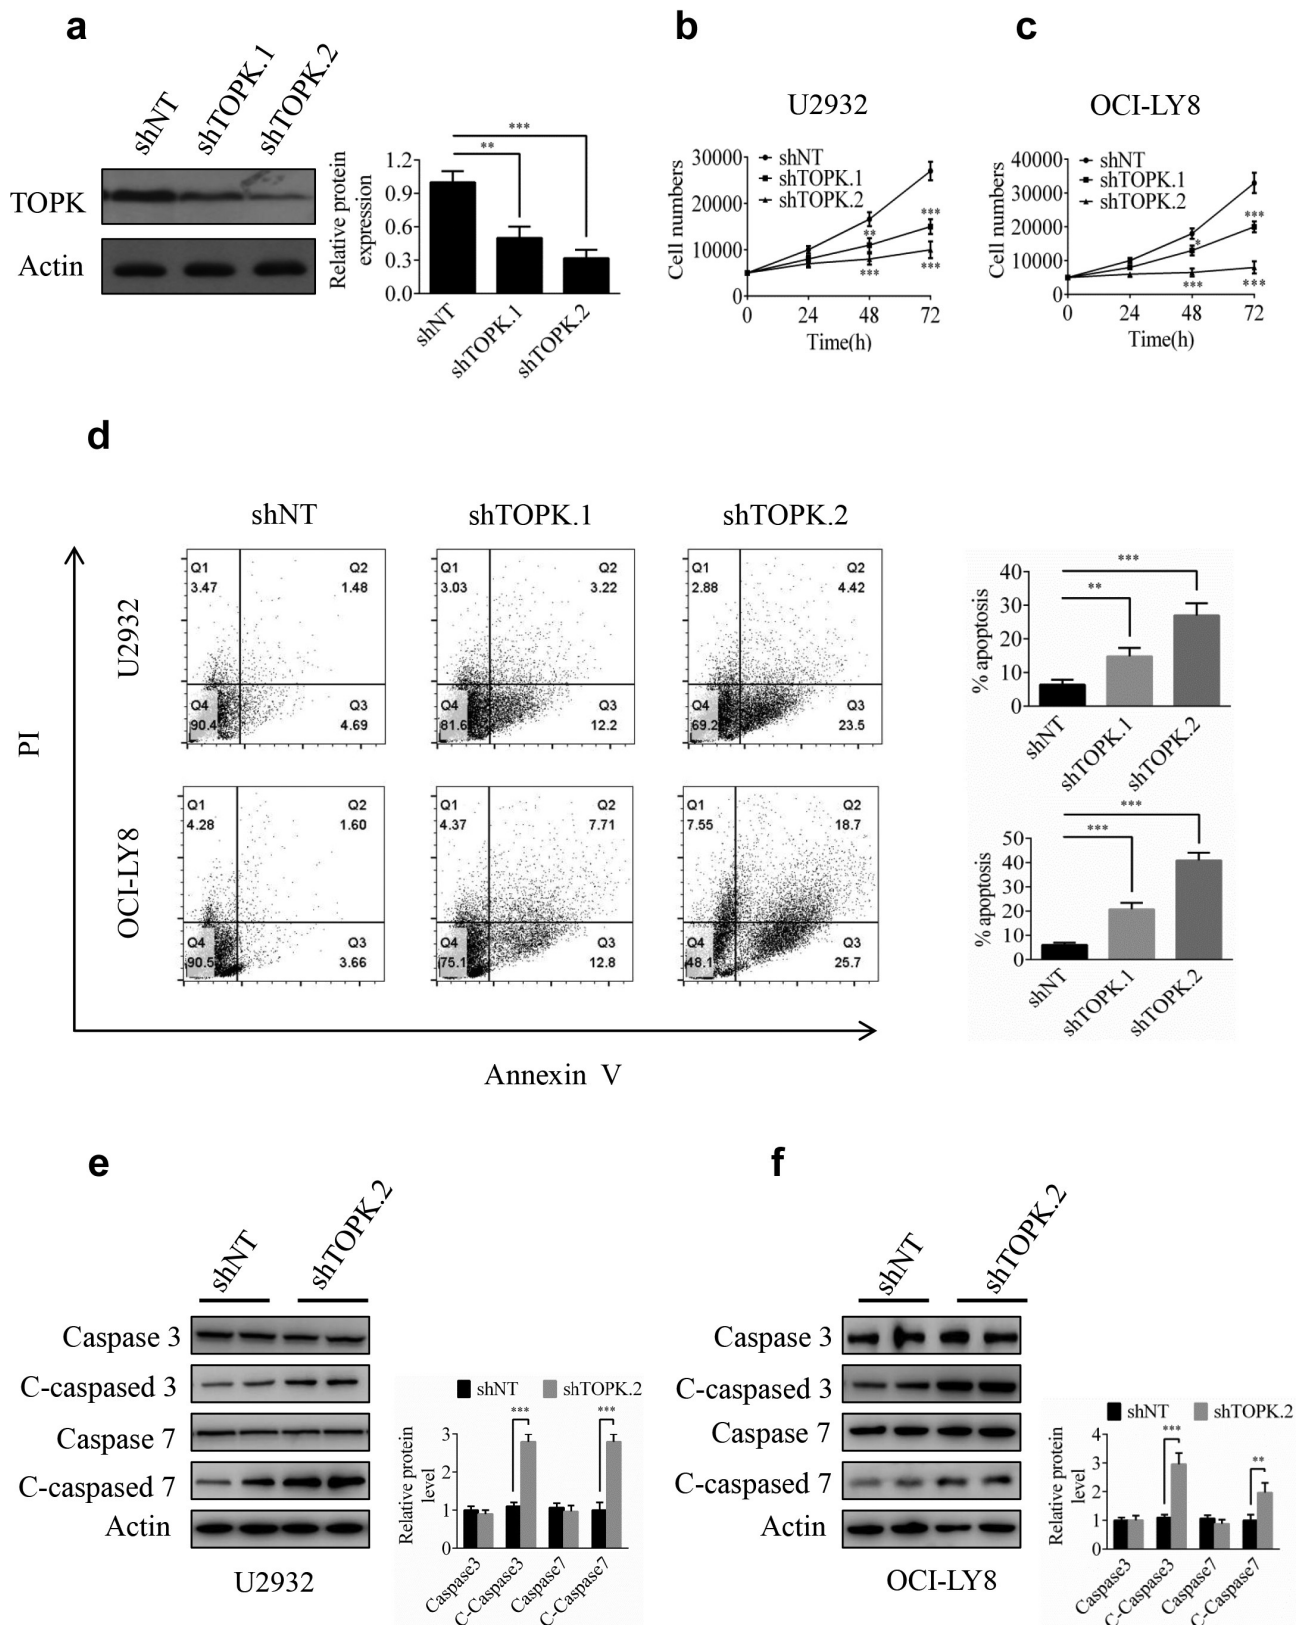 a
shNT
shTOPK.1
shTOPK.2
TOPK
Actin
Relative protein
expression
1.2
0.9
0.6
0.3
0.0
**
***
shNT
shTOPK.1
shTOPK.2
b
U2932
Cell numbers
30000
20000
10000
0
shNT
shTOPK.1
shTOPK.2
**
***
***
***
0
24
48
72
Time(h)
c
OCI-LY8
Cell numbers
40000
30000
20000
10000
0
shNT
shTOPK.1
shTOPK.2
*
***
***
***
0
24
48
72
Time(h)
d
shNT
shTOPK.1
shTOPK.2
PI
U2932
Q1
3.47
Q2
1.48
Q4
90.4
Q3
4.69
Q1
3.03
Q2
3.22
Q4
81.6
Q3
12.2
Q1
2.88
Q2
4.42
Q4
69.2
Q3
23.5
% apoptosis
40
30
20
10
0
**
***
shNT
shTOPK.1
shTOPK.2
OCI-LY8
Q1
4.28
Q2
1.60
Q4
90.5
Q3
3.66
Q1
4.37
Q2
7.71
Q4
75.1
Q3
12.8
Q1
7.55
Q2
18.7
Q4
48.1
Q3
25.7
% apoptosis
50
40
30
20
10
0
***
***
shNT
shTOPK.1
shTOPK.2
Annexin V
e
shNT
shTOPK.2
Caspase 3
C-caspased 3
Caspase 7
C-caspased 7
Actin
U2932
shNT
shTOPK.2
Relative protein
level
3
2
1
0
***
***
Caspase3
C-Caspase3
Caspase7
C-Caspase7
f
shNT
shTOPK.2
Caspase 3
C-caspased 3
Caspase 7
C-caspased 7
Actin
OCI-LY8
shNT
shTOPK.2
Relative protein
level
4
3
2
1
0
***
**
Caspase3
C-Caspase3
Caspase7
C-Caspase7